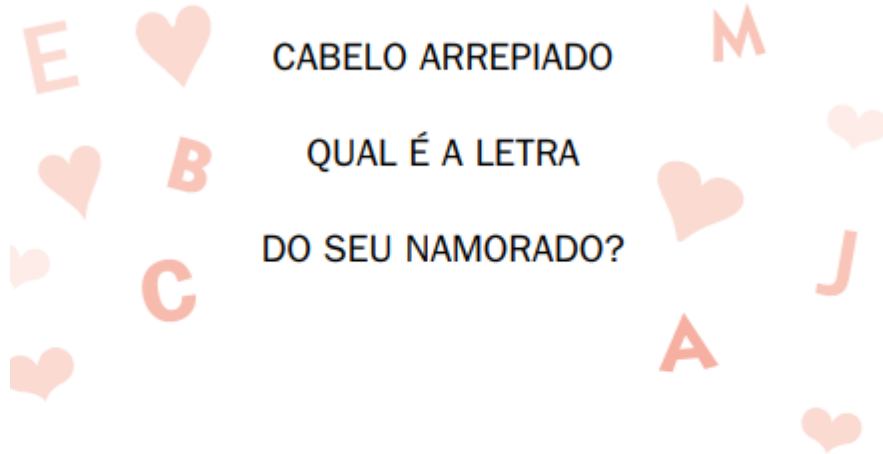 E
M
CABELO ARREPIADO
B
QUAL É A LETRA
DO SEU NAMORADO?
C
J
A